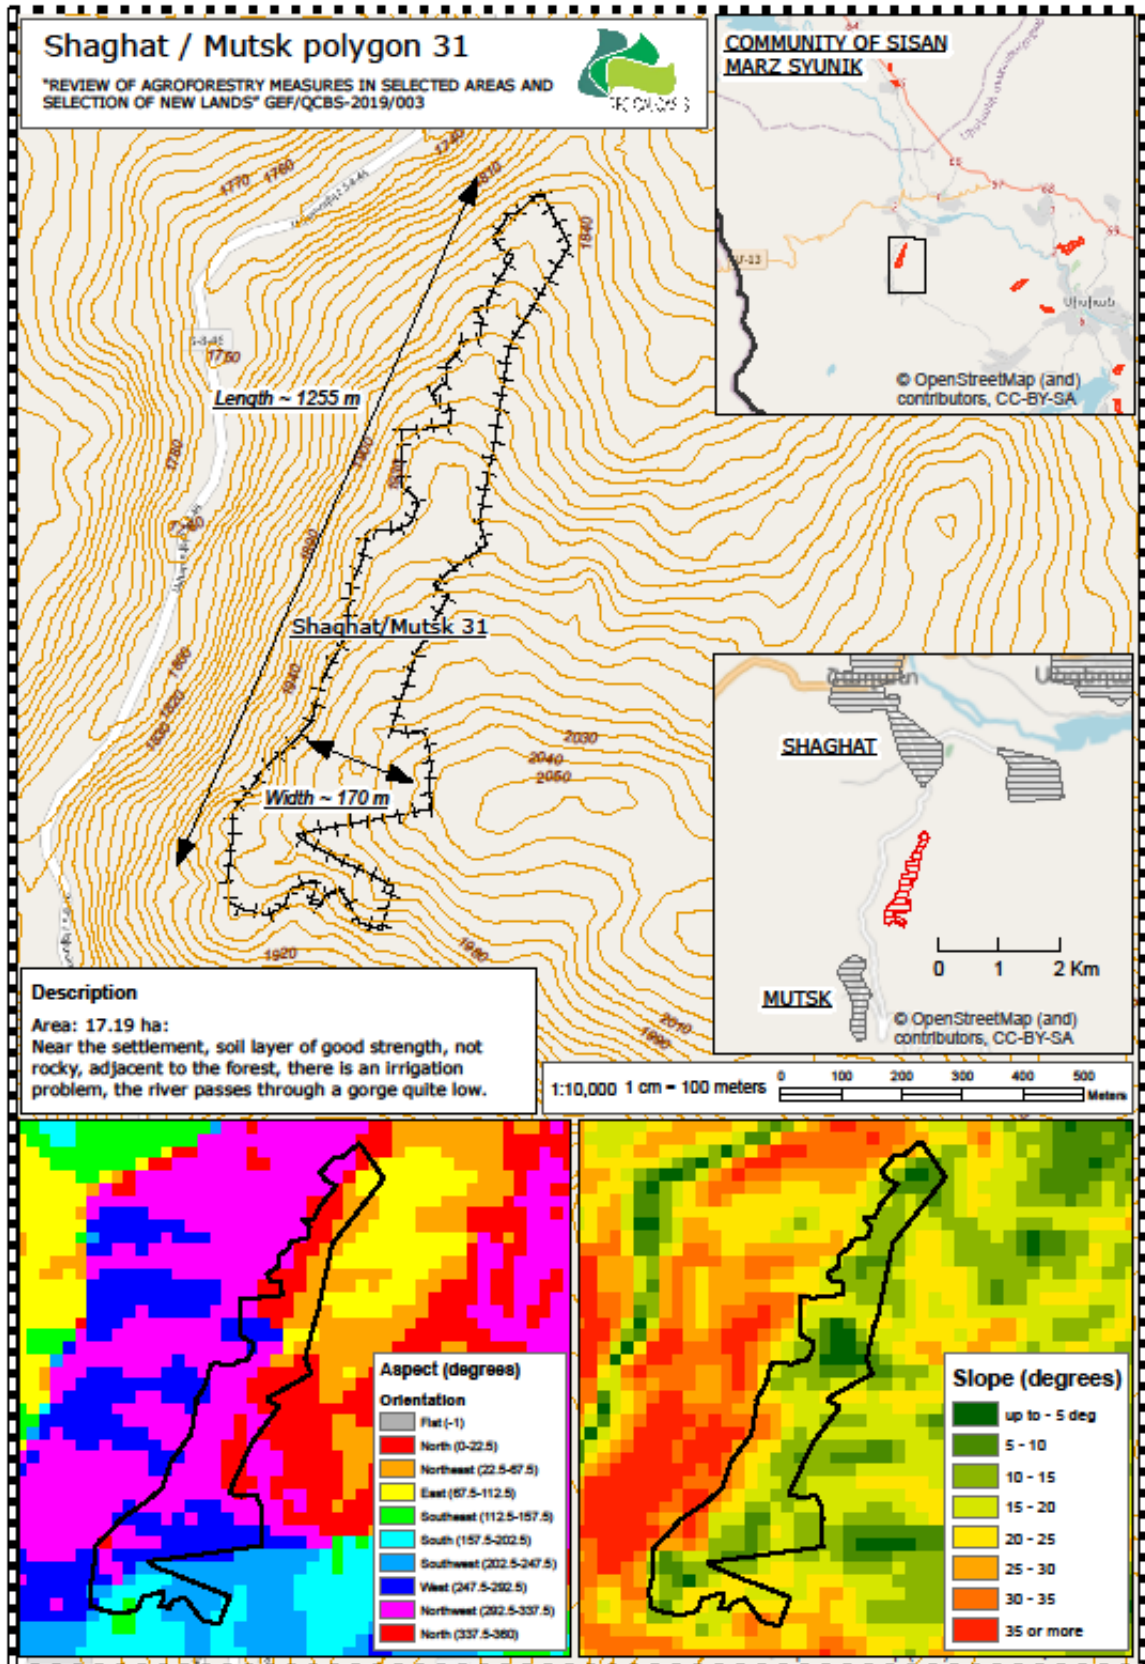 Shaghat / Mutsk polygon 31
"REVIEW OF AGROFORESTRY MEASURES IN SELECTED AREAS AND
SELECTION OF NEW LANDS" GEF/QCBS-2019/003
COMMUNITY OF SISAN
MARZ SYUNIK
© OpenStreetMap (and)
contributors, CC-BY-SA
1740
1810
1760
1770
1840
1750
Length ~ 1255 m
1780
1900
1890
Shaghat/Mutsk 31
1940
1800
1820
1830
2030
2040
2050
Width ~ 170 m
1920
1980
2010
1990
SHAGHAT
0 1 2 Km
MUTSK
© OpenStreetMap (and)
contributors, CC-BY-SA
Description
Area: 17.19 ha:
Near the settlement, soil layer of good strength, not
rocky, adjacent to the forest, there is an irrigation
problem, the river passes through a gorge quite low.
1:10,000 1 cm = 100 meters
0 100 200 300 400 500
Meters
Aspect (degrees)
Orientation
Flat (-1)
North (0-22.5)
Northeast (22.5-67.5)
East (67.5-112.5)
Southeast (112.5-157.5)
South (157.5-202.5)
Southwest (202.5-247.5)
West (247.5-292.5)
Northwest (292.5-337.5)
North (337.5-360)
Slope (degrees)
up to - 5 deg
5 - 10
10 - 15
15 - 20
20 - 25
25 - 30
30 - 35
35 or more